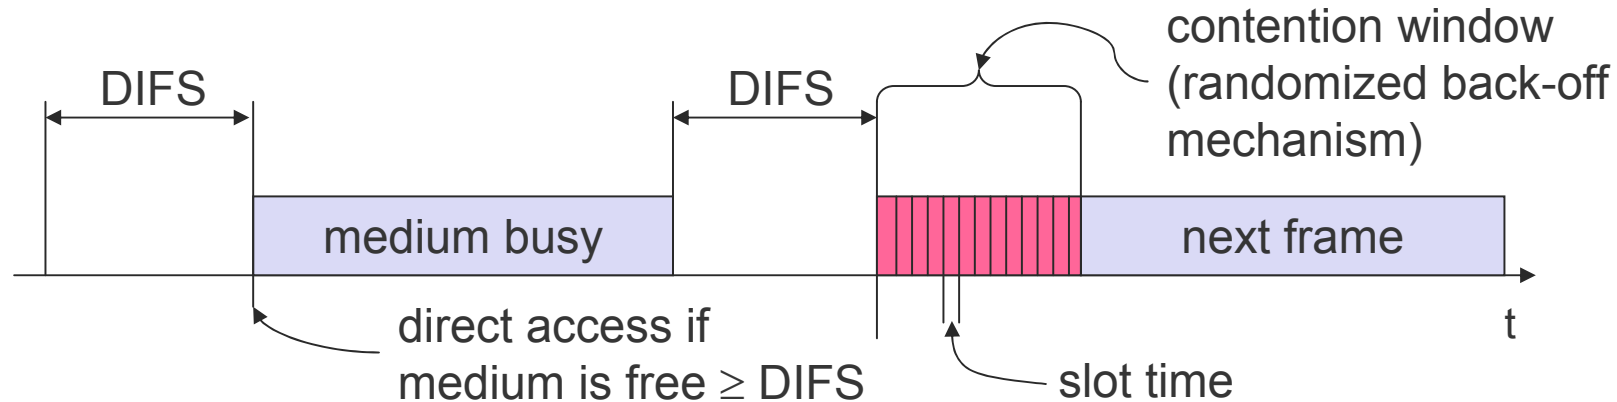 DIFS
DIFS
contention window
(randomized back-off
mechanism)
medium busy
next frame
direct access if
medium is free ≥ DIFS
slot time
t